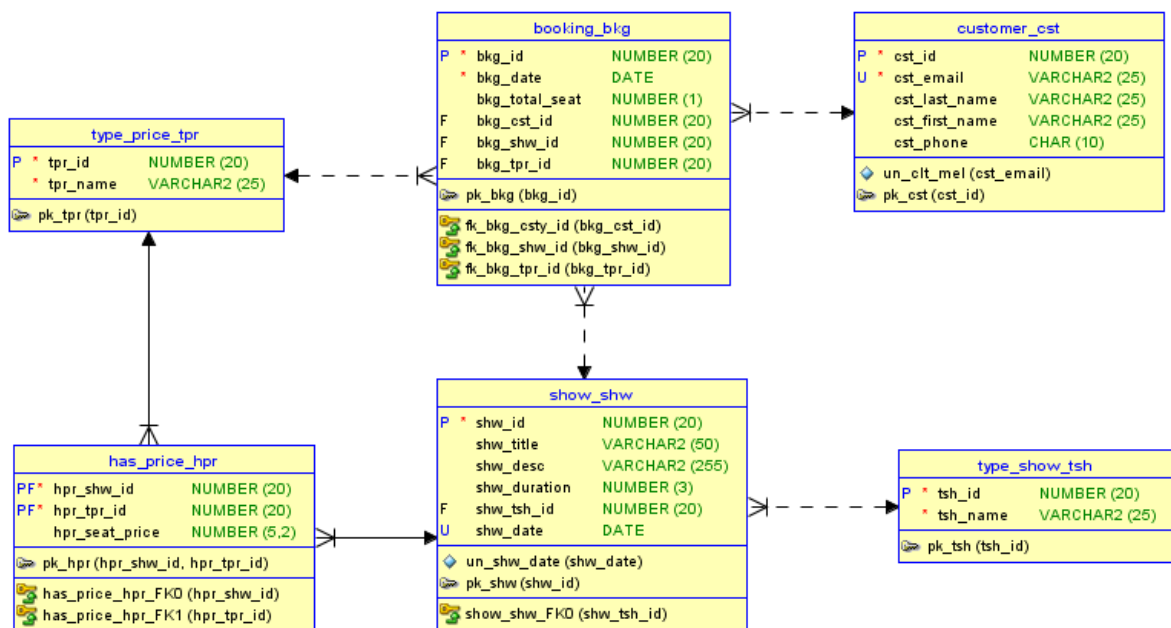 booking_bkg
P * bkg_id NUMBER (20)
* bkg_date DATE
bkg_total_seat NUMBER (1)
F bkg_cst_id NUMBER (20)
F bkg_shw_id NUMBER (20)
F bkg_tpr_id NUMBER (20)
pk_bkg (bkg_id)
fk_bkg_csty_id (bkg_cst_id)
fk_bkg_shw_id (bkg_shw_id)
fk_bkg_tpr_id (bkg_tpr_id)
customer_cst
P * cst_id NUMBER (20)
U * cst_email VARCHAR2 (25)
cst_last_name VARCHAR2 (25)
cst_first_name VARCHAR2 (25)
cst_phone CHAR (10)
un_clt_mel (cst_email)
pk_cst (cst_id)
type_price_tpr
P * tpr_id NUMBER (20)
* tpr_name VARCHAR2 (25)
pk_tpr (tpr_id)
has_price_hpr
PF* hpr_shw_id NUMBER (20)
PF* hpr_tpr_id NUMBER (20)
hpr_seat_price NUMBER (5,2)
pk_hpr (hpr_shw_id, hpr_tpr_id)
has_price_hpr_FK0 (hpr_shw_id)
has_price_hpr_FK1 (hpr_tpr_id)
show_shw
P * shw_id NUMBER (20)
shw_title VARCHAR2 (50)
shw_desc VARCHAR2 (255)
shw_duration NUMBER (3)
F shw_tsh_id NUMBER (20)
U shw_date DATE
un_shw_date (shw_date)
pk_shw (shw_id)
show_shw_FK0 (shw_tsh_id)
type_show_tsh
P * tsh_id NUMBER (20)
* tsh_name VARCHAR2 (25)
pk_tsh (tsh_id)